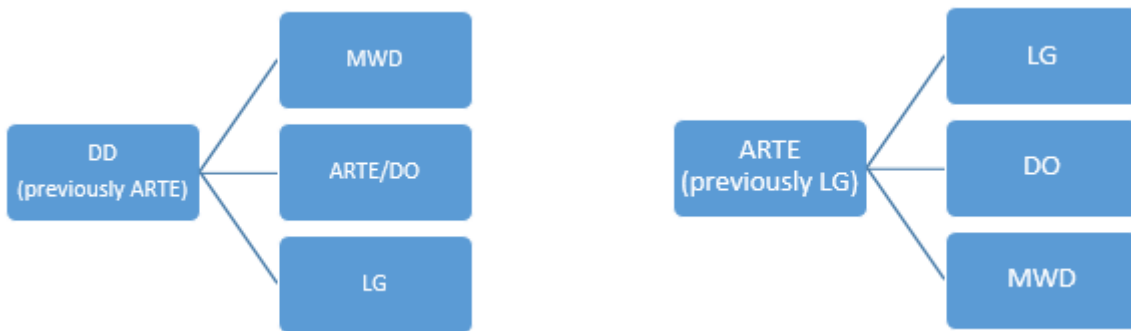 MWD
DD
(previously ARTE)
ARTE/DO
LG
LG
ARTE
(previously LG)
DO
MWD